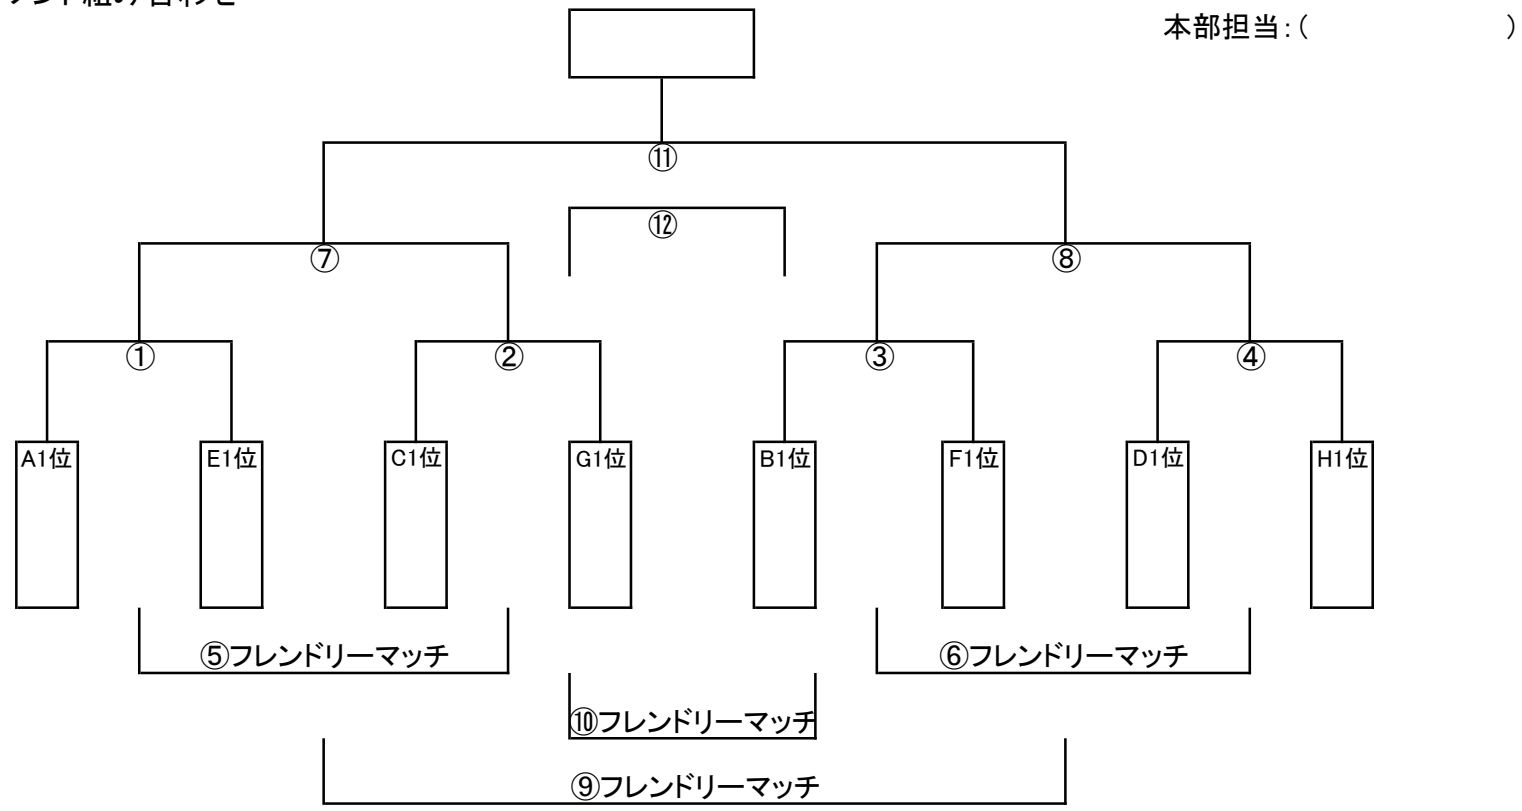 本部担当:(　　　　　　　)
⑪
⑫
⑦
⑧
①
②
③
④
A1位
E1位
C1位
G1位
B1位
F1位
D1位
H1位
⑤フレンドリーマッチ
⑥フレンドリーマッチ
⑩フレンドリーマッチ
⑨フレンドリーマッチ